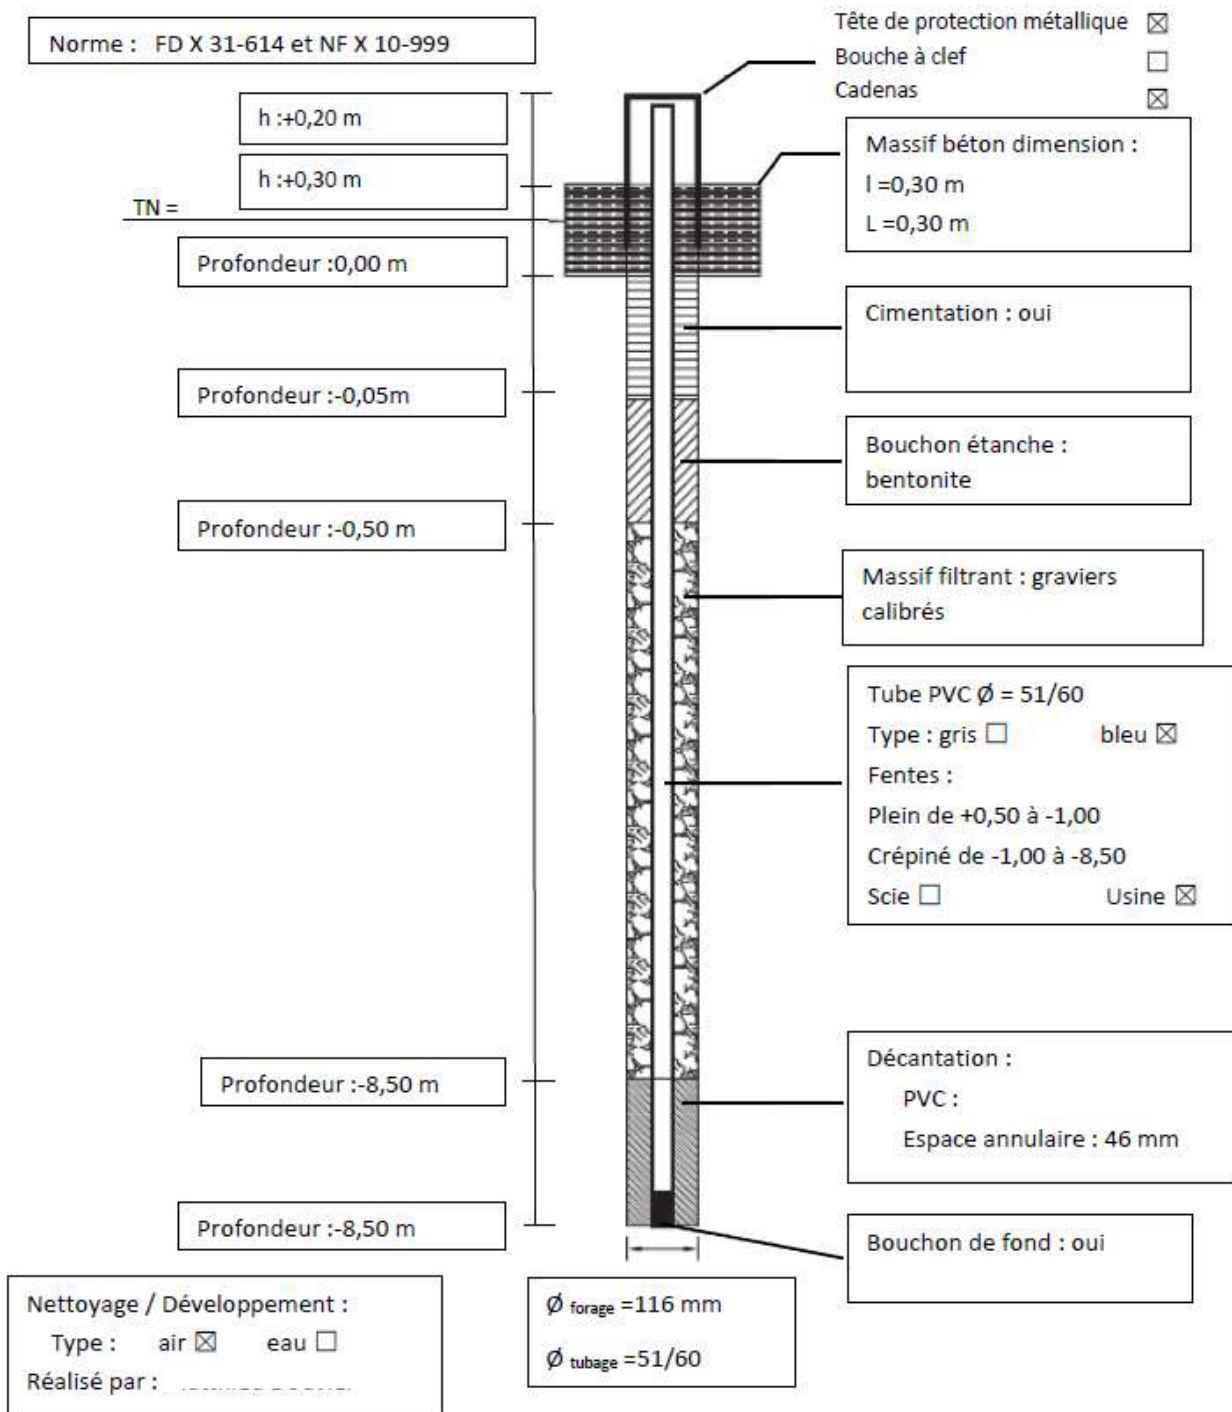 Norme : FD X 31-614 et NF X 10-999
Tête de protection métallique ☒
Bouche à clef ☐
Cadenas ☒
h :+0,20 m
h :+0,30 m
TN =
Massif béton dimension :
l =0,30 m
L =0,30 m
Profondeur :0,00 m
Cimentation : oui
Profondeur :-0,05m
Bouchon étanche :
bentonite
Profondeur :-0,50 m
Massif filtrant : graviers
calibrés
Tube PVC Ø = 51/60
Type : gris ☐ bleu ☒
Fentes :
Plein de +0,50 à -1,00
Crépiné de -1,00 à -8,50
Scie ☐ Usine ☒
Profondeur :-8,50 m
Décantation :
PVC :
Espace annulaire : 46 mm
Profondeur :-8,50 m
Bouchon de fond : oui
Nettoyage / Développement :
Type : air ☒ eau ☐
Réalisé par :
Ø forage =116 mm
Ø tubage =51/60